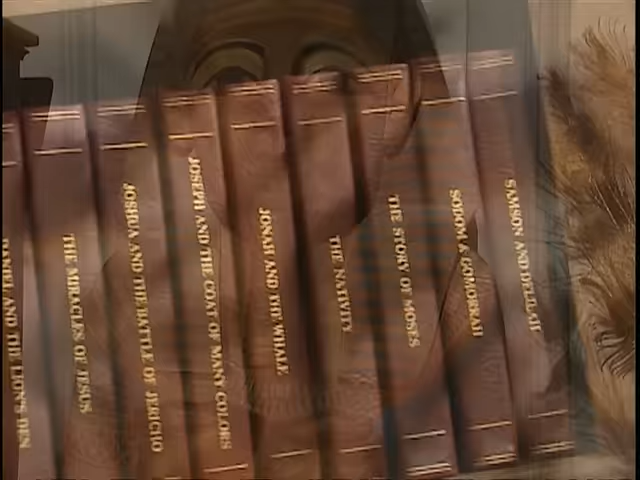 DANIEL AND THE LION'S DEN
THE MIRACLES OF JESUS
JOSHUA AND THE BATTLE OF JERICHO
JOSEPH AND THE COAT OF MANY COLORS
JONAH AND THE WHALE
THE NATIVITY
THE STORY OF MOSES
SODOM & GOMORRAH
SAMSON AND DELILAH